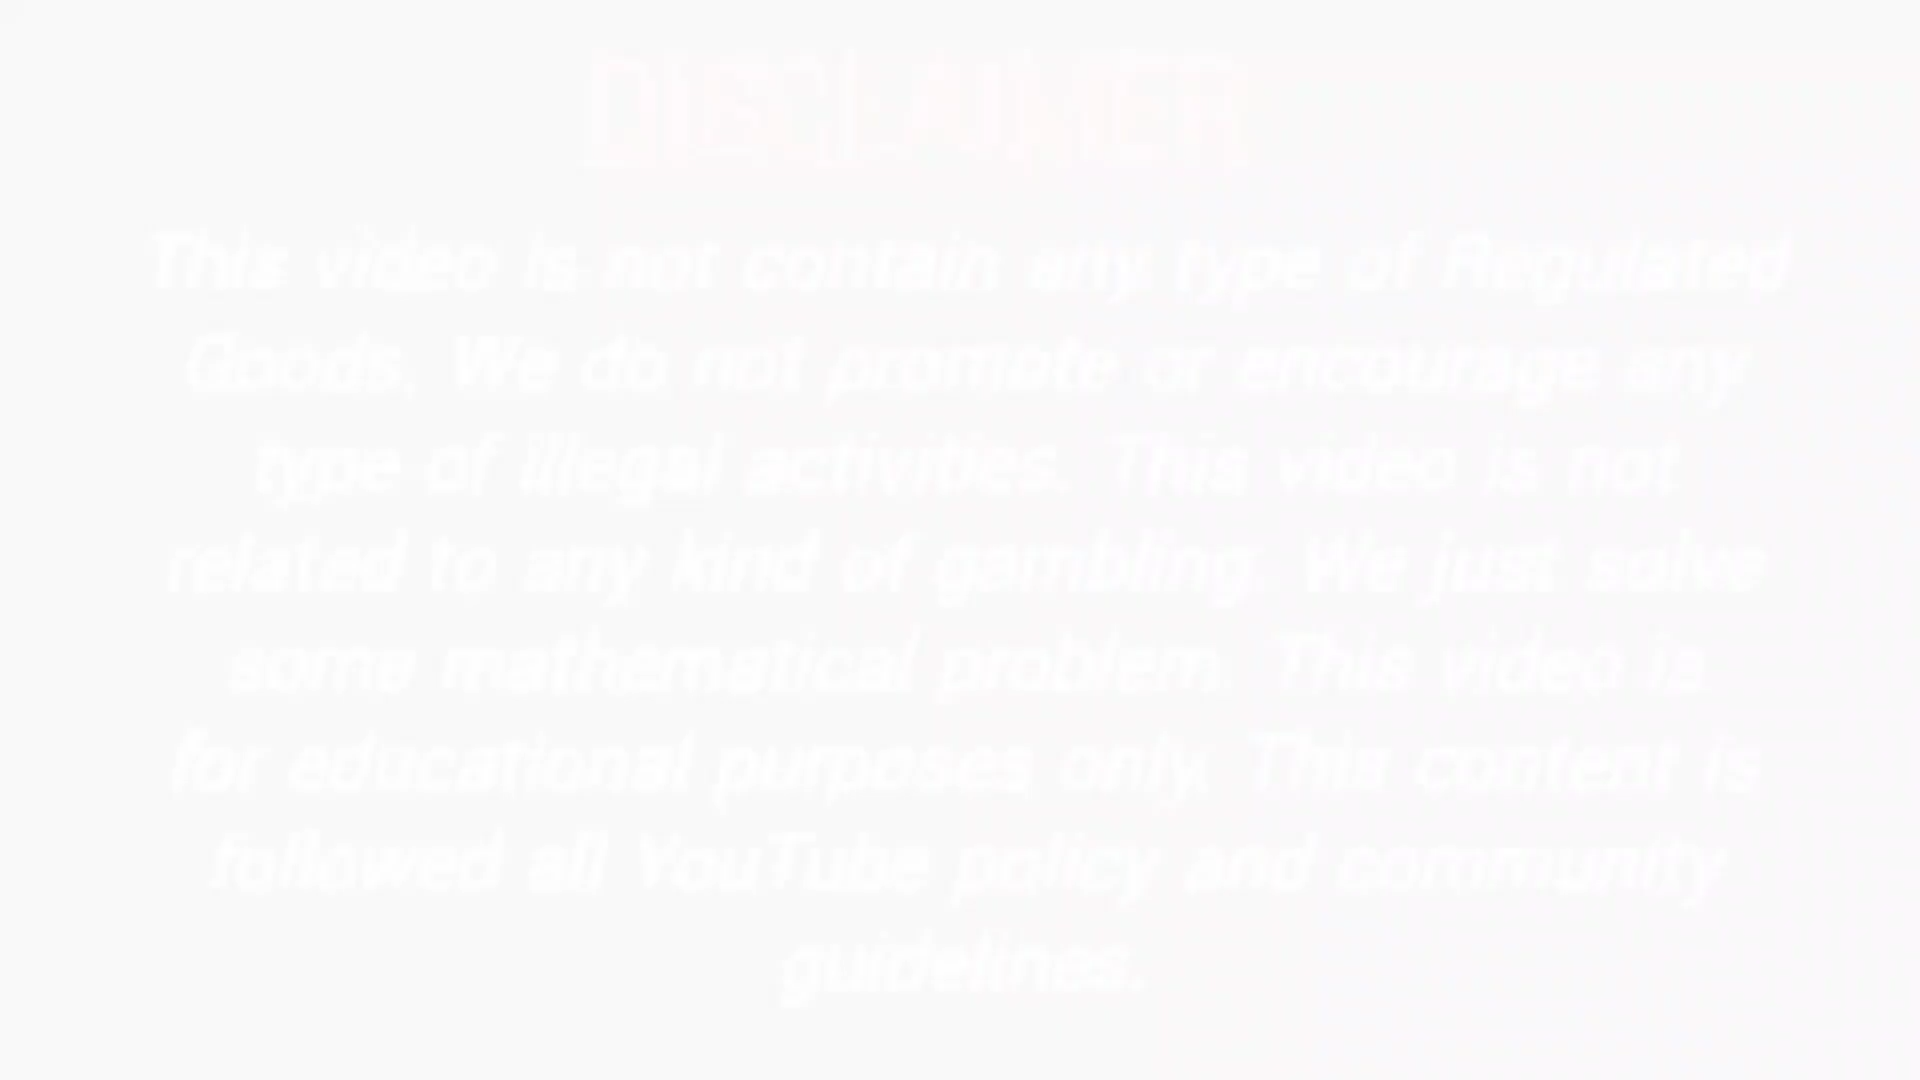 DISCLAIMER
This video is not contain any type of Regulated
Goods. We do not promote or encourage any
type of illegal activities. This video is not
related to any kind of gambling. We just solve
some mathematical problem. This video is
for educational purposes only. This content is
followed all YouTube policy and community
guidelines.